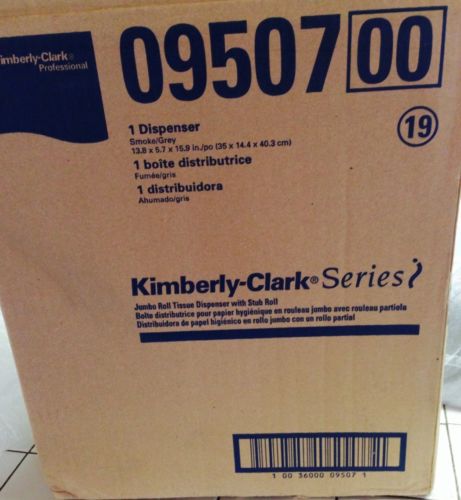 Kimberly-Clark®
Professional
09507 00
19
1 Dispenser
Smoke/Grey
13.8 x 5.7 x 15.9 in./po (35 x 14.4 x 40.3 cm)
1 boîte distributrice
Fumée/gris
1 distribuidora
Ahumado/gris
Kimberly-Clark® Series i
Jumbo Roll Tissue Dispenser with Stub Roll
Boîte distributrice pour papier hygiénique en rouleau jumbo avec rouleau partiels
Distribuidora de papel higiénico en rollo jumbo con un rollo partial
1 00 36000 09507 1